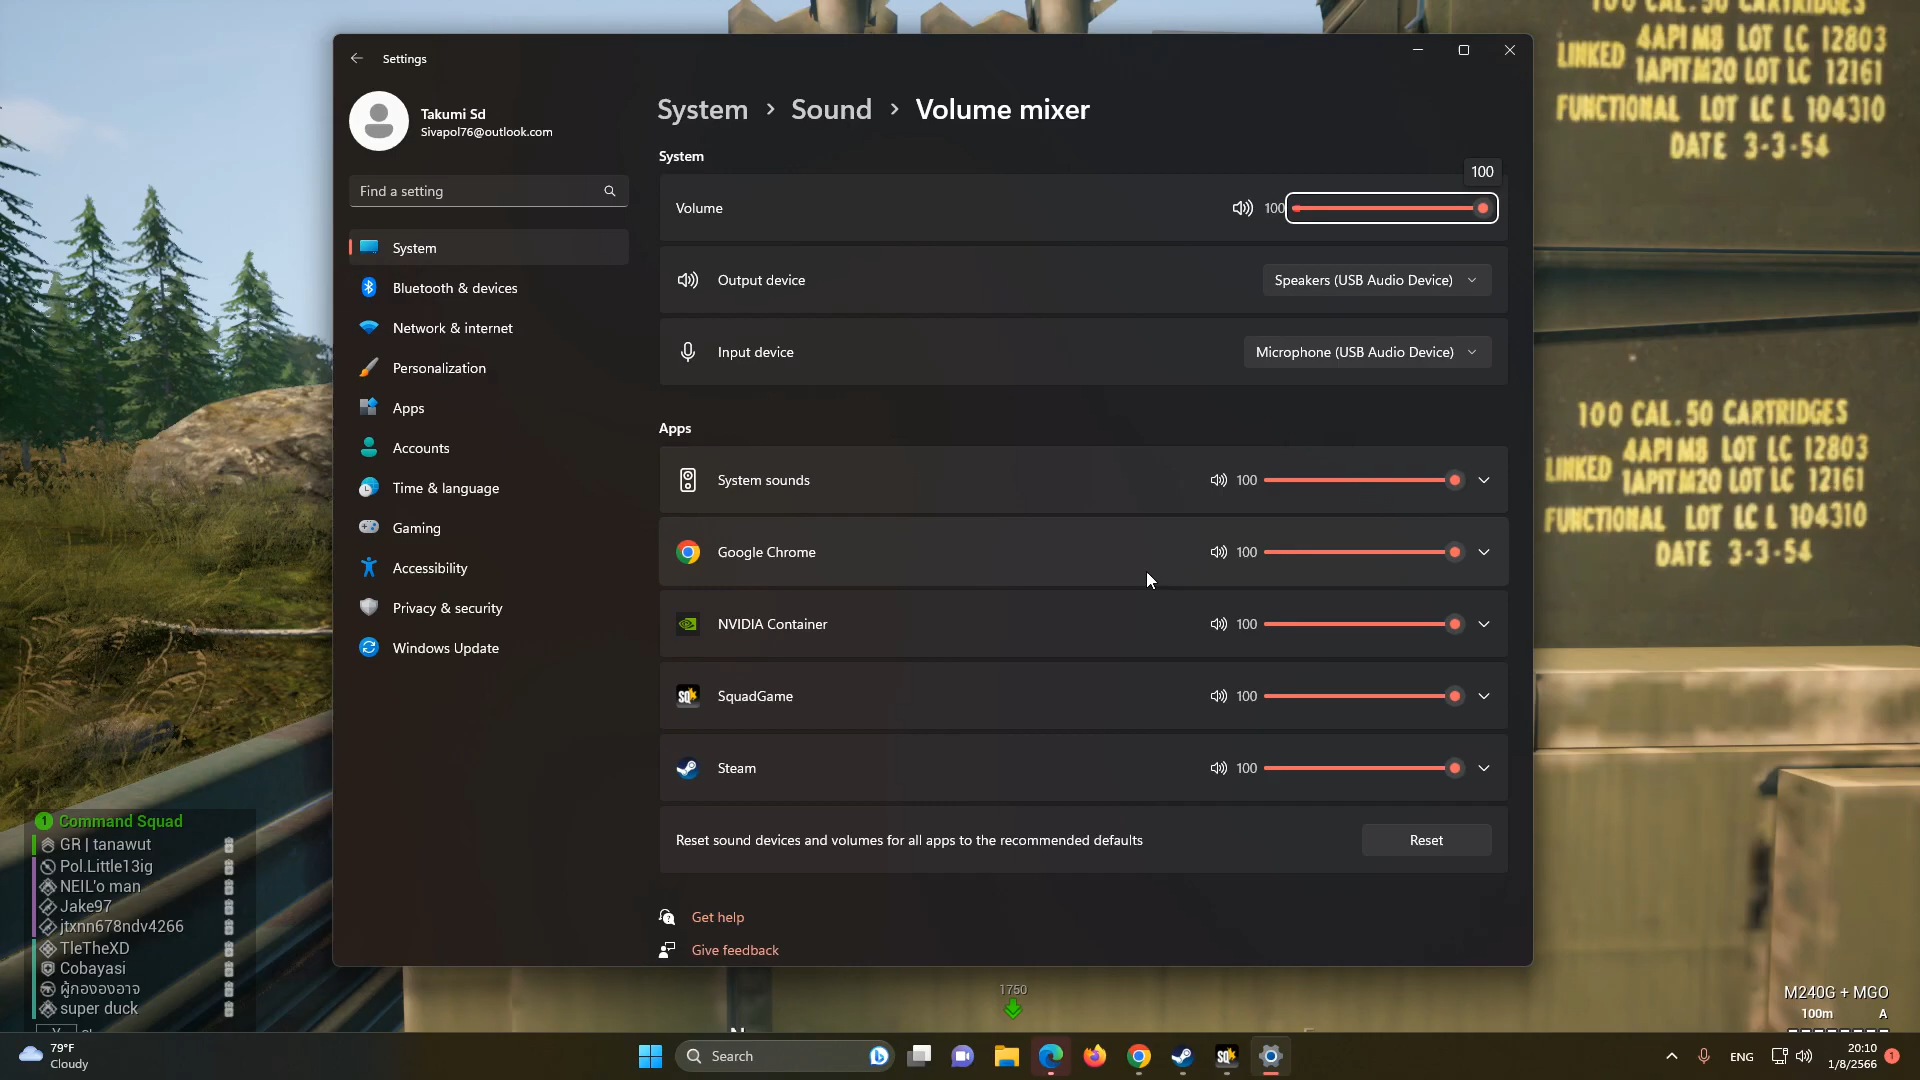 Settings
Takumi Sd
Sivapol76@outlook.com
Find a setting
System
Bluetooth & devices
Network & internet
Personalization
Apps
Accounts
Time & language
Gaming
Accessibility
Privacy & security
Windows Update
System > Sound > Volume mixer
System
100
Volume 100
Output device Speakers (USB Audio Device)
Input device Microphone (USB Audio Device)
Apps
System sounds 100
Google Chrome 100
NVIDIA Container 100
SquadGame 100
Steam 100
Reset sound devices and volumes for all apps to the recommended defaults Reset
Get help
Give feedback
100 CAL. 50 CARTRIDGES
LINKED 4API M8 LOT LC 12803
1APIT M20 LOT LC 12161
FUNCTIONAL LOT LC L 104310
DATE 3-3-54
100 CAL. 50 CARTRIDGES
LINKED 4API M8 LOT LC 12803
1APIT M20 LOT LC 12161
FUNCTIONAL LOT LC L 104310
DATE 3-3-54
1 Command Squad
GR | tanawut
Pol.Little13ig
NEIL'o man
Jake97
jtxnn678ndv4266
TleTheXD
Cobayasi
ผู้กององอาจ
super duck
1750
M240G + MGO
100m A
79°F
Cloudy
Search
SQ
ENG
20:10
1/8/2566
1